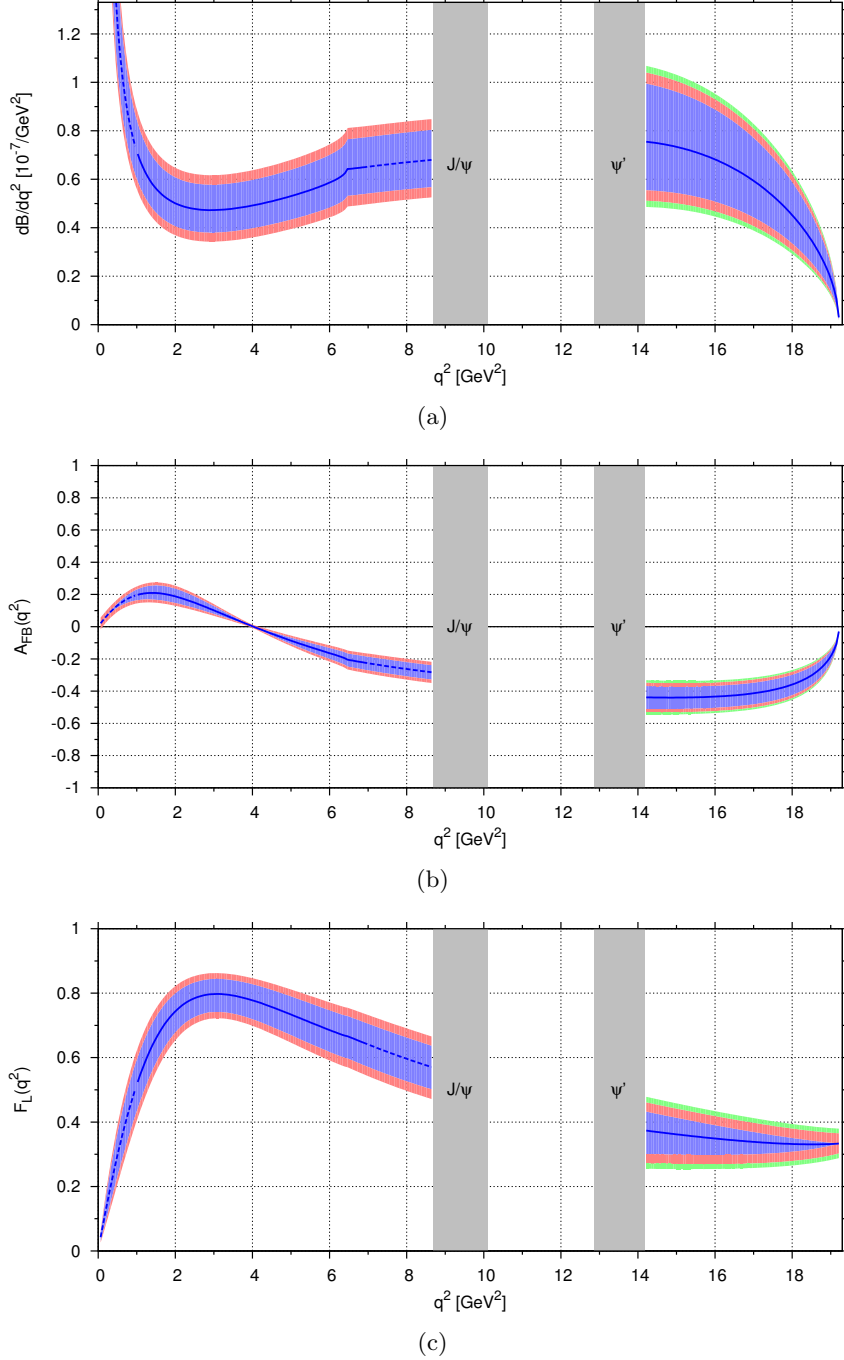 dB/dq² [10⁻⁷/GeV²]
1.2
1
0.8
0.6
0.4
0.2
0
J/ψ
ψ'
0 2 4 6 8 10 12 14 16 18
q² [GeV²]
(a)
A_FB(q²)
1
0.8
0.6
0.4
0.2
0
-0.2
-0.4
-0.6
-0.8
-1
J/ψ
ψ'
0 2 4 6 8 10 12 14 16 18
q² [GeV²]
(b)
F_L(q²)
1
0.8
0.6
0.4
0.2
0
J/ψ
ψ'
0 2 4 6 8 10 12 14 16 18
q² [GeV²]
(c)